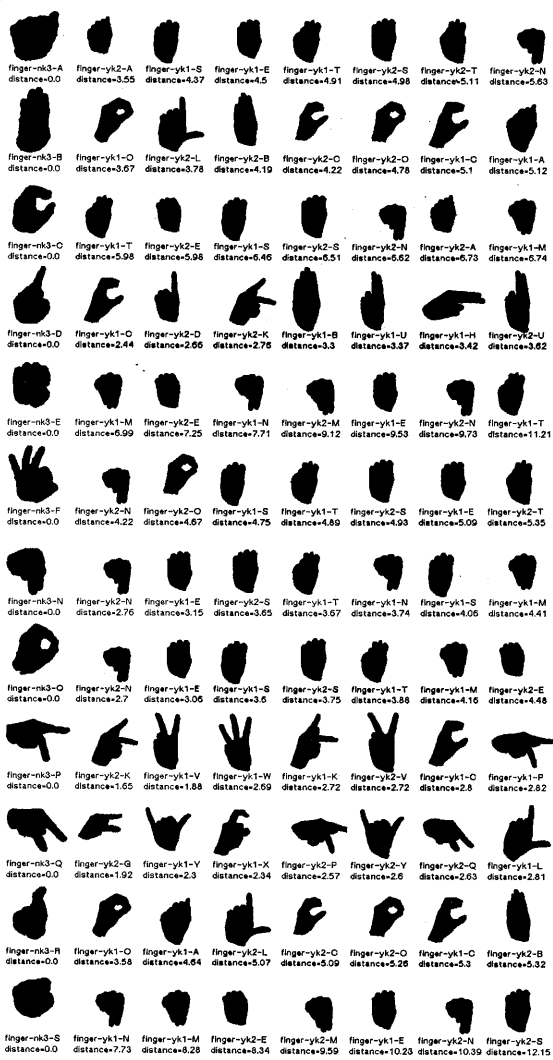 finger-nk3-A finger-yk2-A finger-yk1-S finger-yk1-E finger-yk1-T finger-yk2-S finger-yk2-T finger-yk2-N
distance=0.0 distance=3.55 distance=4.37 distance=4.5 distance=4.91 distance=4.98 distance=5.11 distance=5.63
finger-nk3-B finger-yk1-O finger-yk2-L finger-yk2-B finger-yk2-C finger-yk2-O finger-yk1-C finger-yk1-A
distance=0.0 distance=3.67 distance=3.78 distance=4.19 distance=4.22 distance=4.78 distance=5.1 distance=5.12
finger-nk3-C finger-yk1-T finger-yk2-E finger-yk1-S finger-yk2-S finger-yk2-N finger-yk2-A finger-yk1-M
distance=0.0 distance=5.98 distance=5.98 distance=6.46 distance=6.51 distance=6.62 distance=6.73 distance=6.74
finger-nk3-D finger-yk1-C finger-yk2-D finger-yk2-K finger-yk1-B finger-yk1-U finger-yk1-H finger-yk2-U
distance=0.0 distance=2.44 distance=2.66 distance=2.76 distance=3.3 distance=3.37 distance=3.42 distance=3.62
finger-nk3-E finger-yk1-M finger-yk2-E finger-yk1-N finger-yk2-M finger-yk1-E finger-yk2-N finger-yk1-T
distance=0.0 distance=6.99 distance=7.25 distance=7.71 distance=9.12 distance=9.53 distance=9.73 distance=11.21
finger-nk3-F finger-yk2-N finger-yk2-O finger-yk1-S finger-yk1-T finger-yk2-S finger-yk1-E finger-yk2-T
distance=0.0 distance=4.22 distance=4.67 distance=4.75 distance=4.89 distance=4.93 distance=5.09 distance=5.35
finger-nk3-N finger-yk2-N finger-yk1-E finger-yk2-S finger-yk1-T finger-yk1-N finger-yk1-S finger-yk1-M
distance=0.0 distance=2.76 distance=3.15 distance=3.65 distance=3.67 distance=3.74 distance=4.06 distance=4.41
finger-nk3-O finger-yk2-N finger-yk1-E finger-yk1-S finger-yk2-S finger-yk1-T finger-yk1-M finger-yk2-E
distance=0.0 distance=2.7 distance=3.06 distance=3.6 distance=3.75 distance=3.88 distance=4.16 distance=4.48
finger-nk3-P finger-yk2-K finger-yk1-V finger-yk1-W finger-yk1-K finger-yk2-V finger-yk1-C finger-yk1-P
distance=0.0 distance=1.65 distance=1.88 distance=2.69 distance=2.72 distance=2.72 distance=2.8 distance=2.82
finger-nk3-Q finger-yk2-G finger-yk1-Y finger-yk1-X finger-yk2-P finger-yk2-Y finger-yk2-Q finger-yk1-L
distance=0.0 distance=1.92 distance=2.3 distance=2.34 distance=2.57 distance=2.6 distance=2.63 distance=2.81
finger-nk3-R finger-yk1-O finger-yk1-A finger-yk2-L finger-yk2-C finger-yk2-O finger-yk1-C finger-yk2-B
distance=0.0 distance=3.58 distance=4.64 distance=5.07 distance=5.09 distance=5.26 distance=5.3 distance=5.32
finger-nk3-S finger-yk1-N finger-yk1-M finger-yk2-E finger-yk2-M finger-yk1-E finger-yk2-N finger-yk2-S
distance=0.0 distance=7.73 distance=8.28 distance=8.34 distance=9.59 distance=10.23 distance=10.39 distance=12.15